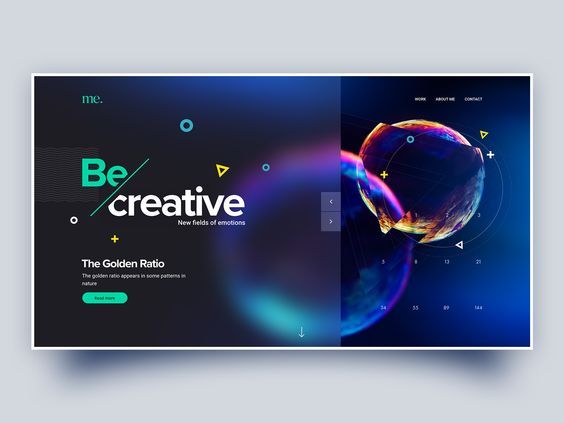 me.
WORK ABOUT ME CONTACT
Be
creative
New fields of emotions
The Golden Ratio
The golden ratio appears in some patterns in
nature
Read more
1 2 3
5 8 13 21
34 55 89 144